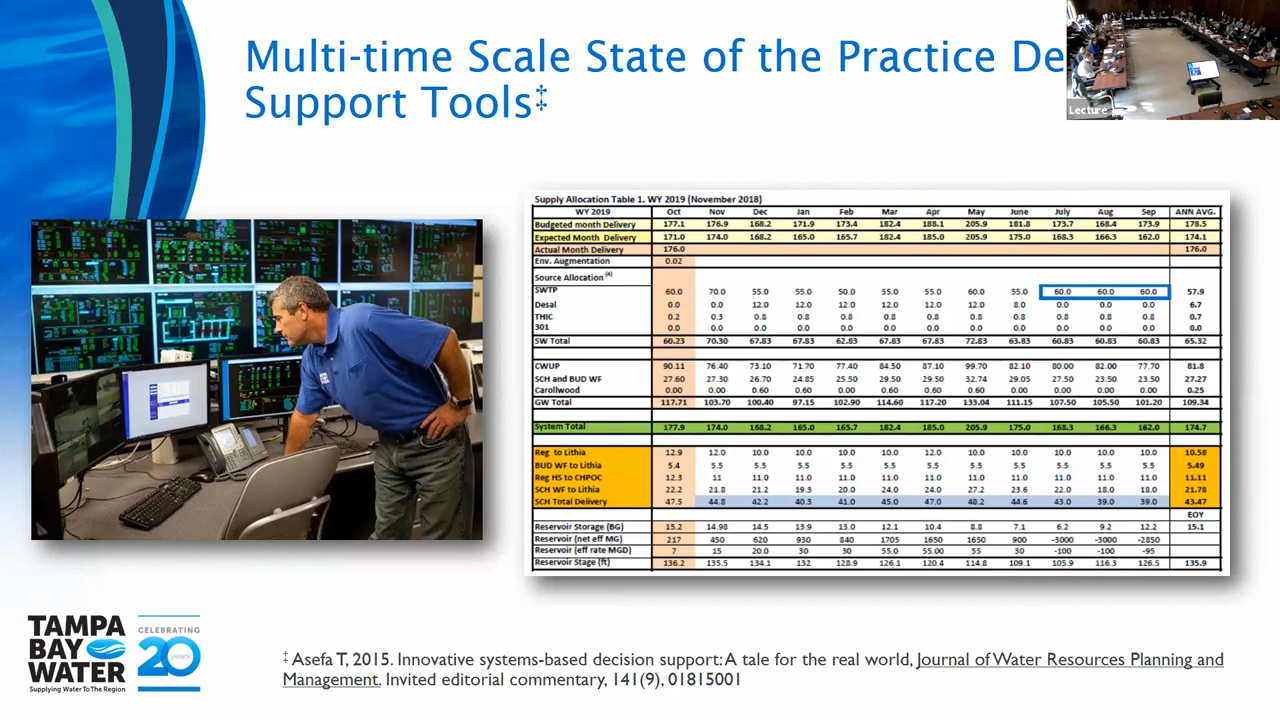 Multi-time Scale State of the Practice De
Support Tools‡
Lecture
Supply Allocation Table 1. WY 2019 (November 2018)
WY 2019 Oct Nov Dec Jan Feb Mar Apr May June July Aug Sep ANN AVG.
Budgeted month Delivery 177.1 176.9 168.2 171.9 173.4 182.4 188.1 205.9 181.8 173.7 168.4 173.9 178.5
Expected Month Delivery 171.0 174.0 168.2 165.0 165.7 182.4 185.0 205.9 175.0 168.3 166.3 162.0 174.1
Actual Month Delivery 176.0 176.0
Env. Augmentation 0.02
Source Allocation (4)
SWTP 60.0 70.0 55.0 55.0 50.0 55.0 55.0 60.0 55.0 60.0 60.0 60.0 57.9
Desal 0.0 0.0 12.0 12.0 12.0 12.0 12.0 12.0 8.0 0.0 0.0 0.0 6.7
THIC 0.2 0.3 0.8 0.8 0.8 0.8 0.8 0.8 0.8 0.8 0.8 0.8 0.7
301 0.0 0.0 0.0 0.0 0.0 0.0 0.0 0.0 0.0 0.0 0.0 0.0 0.0
SW Total 60.23 70.30 67.83 67.83 62.83 67.83 67.83 72.83 63.83 60.83 60.83 60.83 65.32
CWUP 90.11 76.40 73.10 71.70 77.40 84.50 87.10 99.70 82.10 80.00 82.00 77.70 81.8
SCH and BUD WF 27.60 27.30 26.70 24.85 25.50 29.50 29.50 32.74 29.05 27.50 23.50 23.50 27.27
Carollwood 0.00 0.00 0.60 0.60 0.00 0.60 0.60 0.60 0.00 0.00 0.00 0.00 0.25
GW Total 117.71 103.70 100.40 97.15 102.90 114.60 117.20 133.04 111.15 107.50 105.50 101.20 109.34
System Total 177.9 174.0 168.2 165.0 165.7 182.4 185.0 205.9 175.0 168.3 166.3 162.0 174.7
Reg to Lithia 12.9 12.0 10.0 10.0 10.0 10.0 12.0 10.0 10.0 10.0 10.0 10.0 10.58
BUD WF to Lithia 5.4 5.5 5.5 5.5 5.5 5.5 5.5 5.5 5.5 5.5 5.5 5.5 5.49
Reg HS to CHPOC 12.3 11 11.0 11.0 11.0 11.0 11.0 11.0 11.0 11.0 11.0 11.0 11.11
SCH WF to Lithia 22.2 21.8 21.2 19.3 20.0 24.0 24.0 27.2 23.6 22.0 18.0 18.0 21.78
SCH Total Delivery 47.5 44.8 42.2 40.3 41.0 45.0 47.0 48.2 44.6 43.0 39.0 39.0 43.47
EOY
Reservoir Storage (BG) 15.2 14.98 14.5 13.9 13.0 12.1 10.4 8.8 7.1 6.2 9.2 12.2 15.1
Reservoir (net eff MG) 217 450 620 930 840 1705 1650 1650 900 -3000 -3000 -2850
Reservoir (eff rate MGD) 7 15 20.0 30 30 55.0 55.00 55 30 -100 -100 -95
Reservoir Stage (ft) 136.2 135.5 134.1 132 128.9 126.1 120.4 114.8 109.1 105.9 116.3 126.5 135.9
TAMPA
BAY
WATER
Supplying Water To The Region
CELEBRATING
20
years
‡ Asefa T, 2015. Innovative systems-based decision support: A tale for the real world, Journal of Water Resources Planning and
Management. Invited editorial commentary, 141(9), 01815001